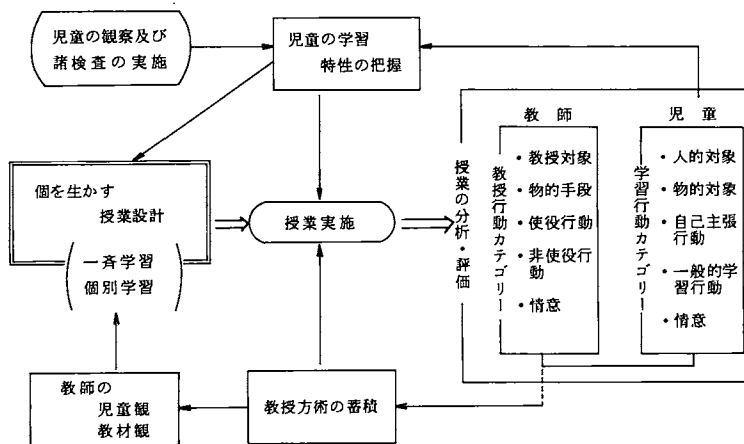 児童の観察及び
諸検査の実施
児童の学習
特性の把握
個を生かす
授業設計
一斉学習
個別学習
授業実施
教師の
児童観
教材観
教授方術の蓄積
授業の分析・評価
教師
教授行動カテゴリー
・教授対象
・物的手段
・使役行動
・非使役行
動
・情意
児童
学習行動カテゴリー
・人的対象
・物的対象
・自己主張
行動
・一般的学
習行動
・情意